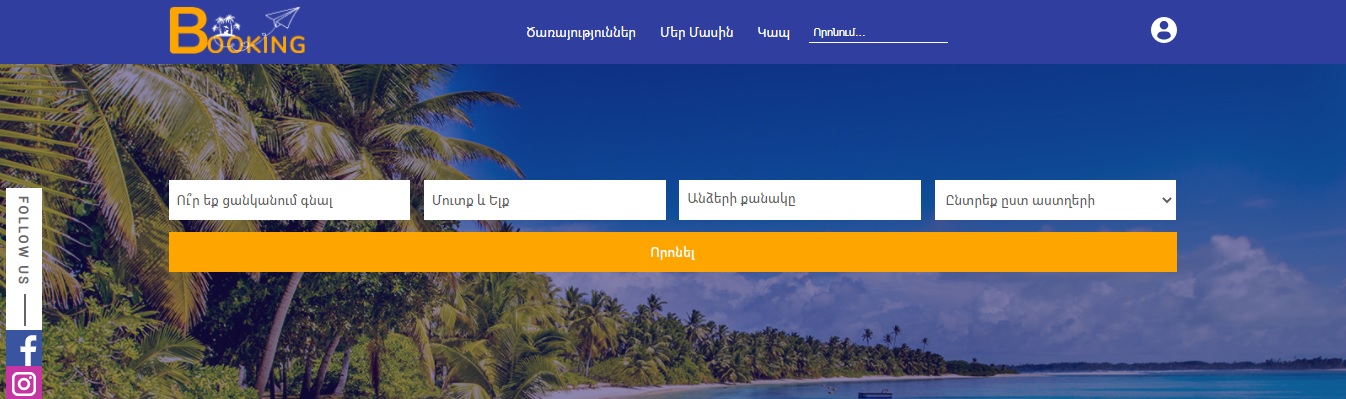 BOOKING
Ծառայություններ
Մեր Մասին
Կապ
Որոնում...
Ո՞ւր եք ցանկանում գնալ
Մուտք և Ելք
Անձերի քանակը
Ընտրեք ըստ աստղերի
Որոնել
FOLLOW US